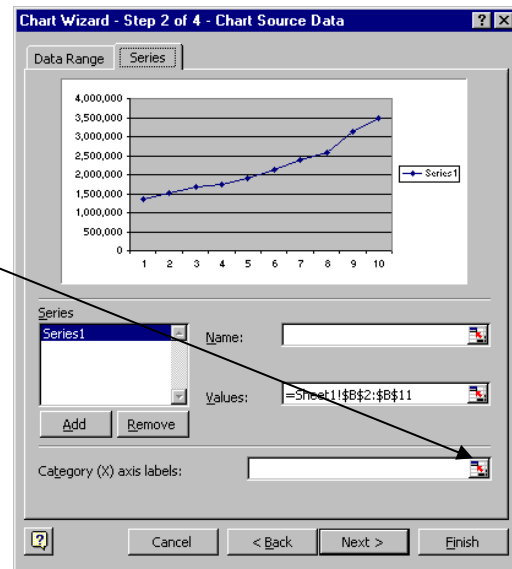 Chart Wizard - Step 2 of 4 - Chart Source Data ? X
Data Range Series
4,000,000
3,500,000
3,000,000
2,500,000
2,000,000
1,500,000
1,000,000
500,000
0
1 2 3 4 5 6 7 8 9 10
Series1
Series
Series1
Name:
Values: =Sheet1!$B$2:$B$11
Add Remove
Category (X) axis labels:
? Cancel < Back Next > Finish